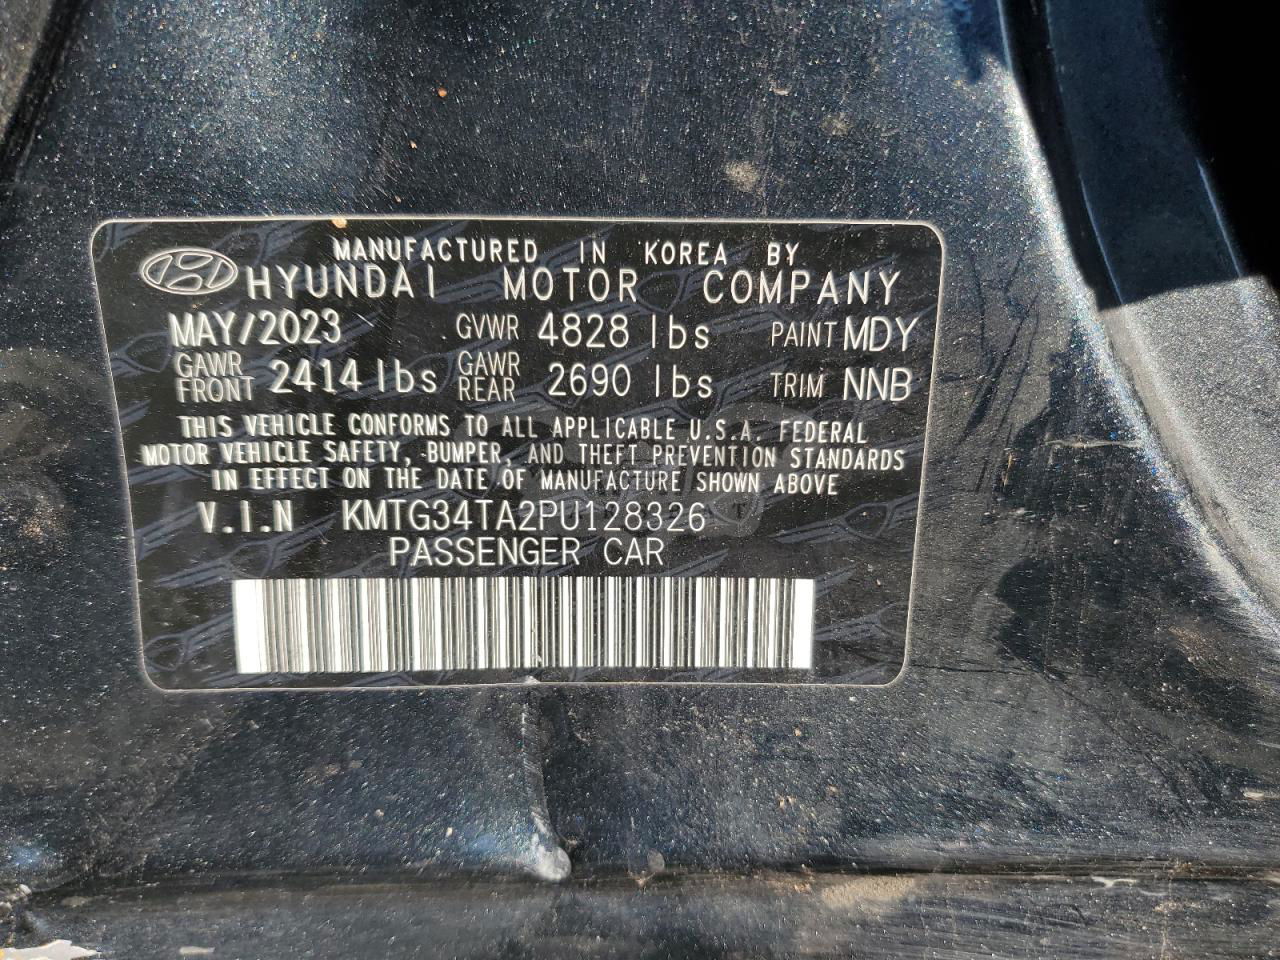 MANUFACTURED IN KOREA BY
HYUNDAI MOTOR COMPANY
MAY/2023 GVWR 4828 lbs PAINT MDY
GAWR FRONT 2414 lbs GAWR REAR 2690 lbs TRIM NNB
THIS VEHICLE CONFORMS TO ALL APPLICABLE U.S.A. FEDERAL
MOTOR VEHICLE SAFETY, BUMPER, AND THEFT PREVENTION STANDARDS
IN EFFECT ON THE DATE OF MANUFACTURE SHOWN ABOVE
V.I.N KMTG34TA2PU128326
PASSENGER CAR